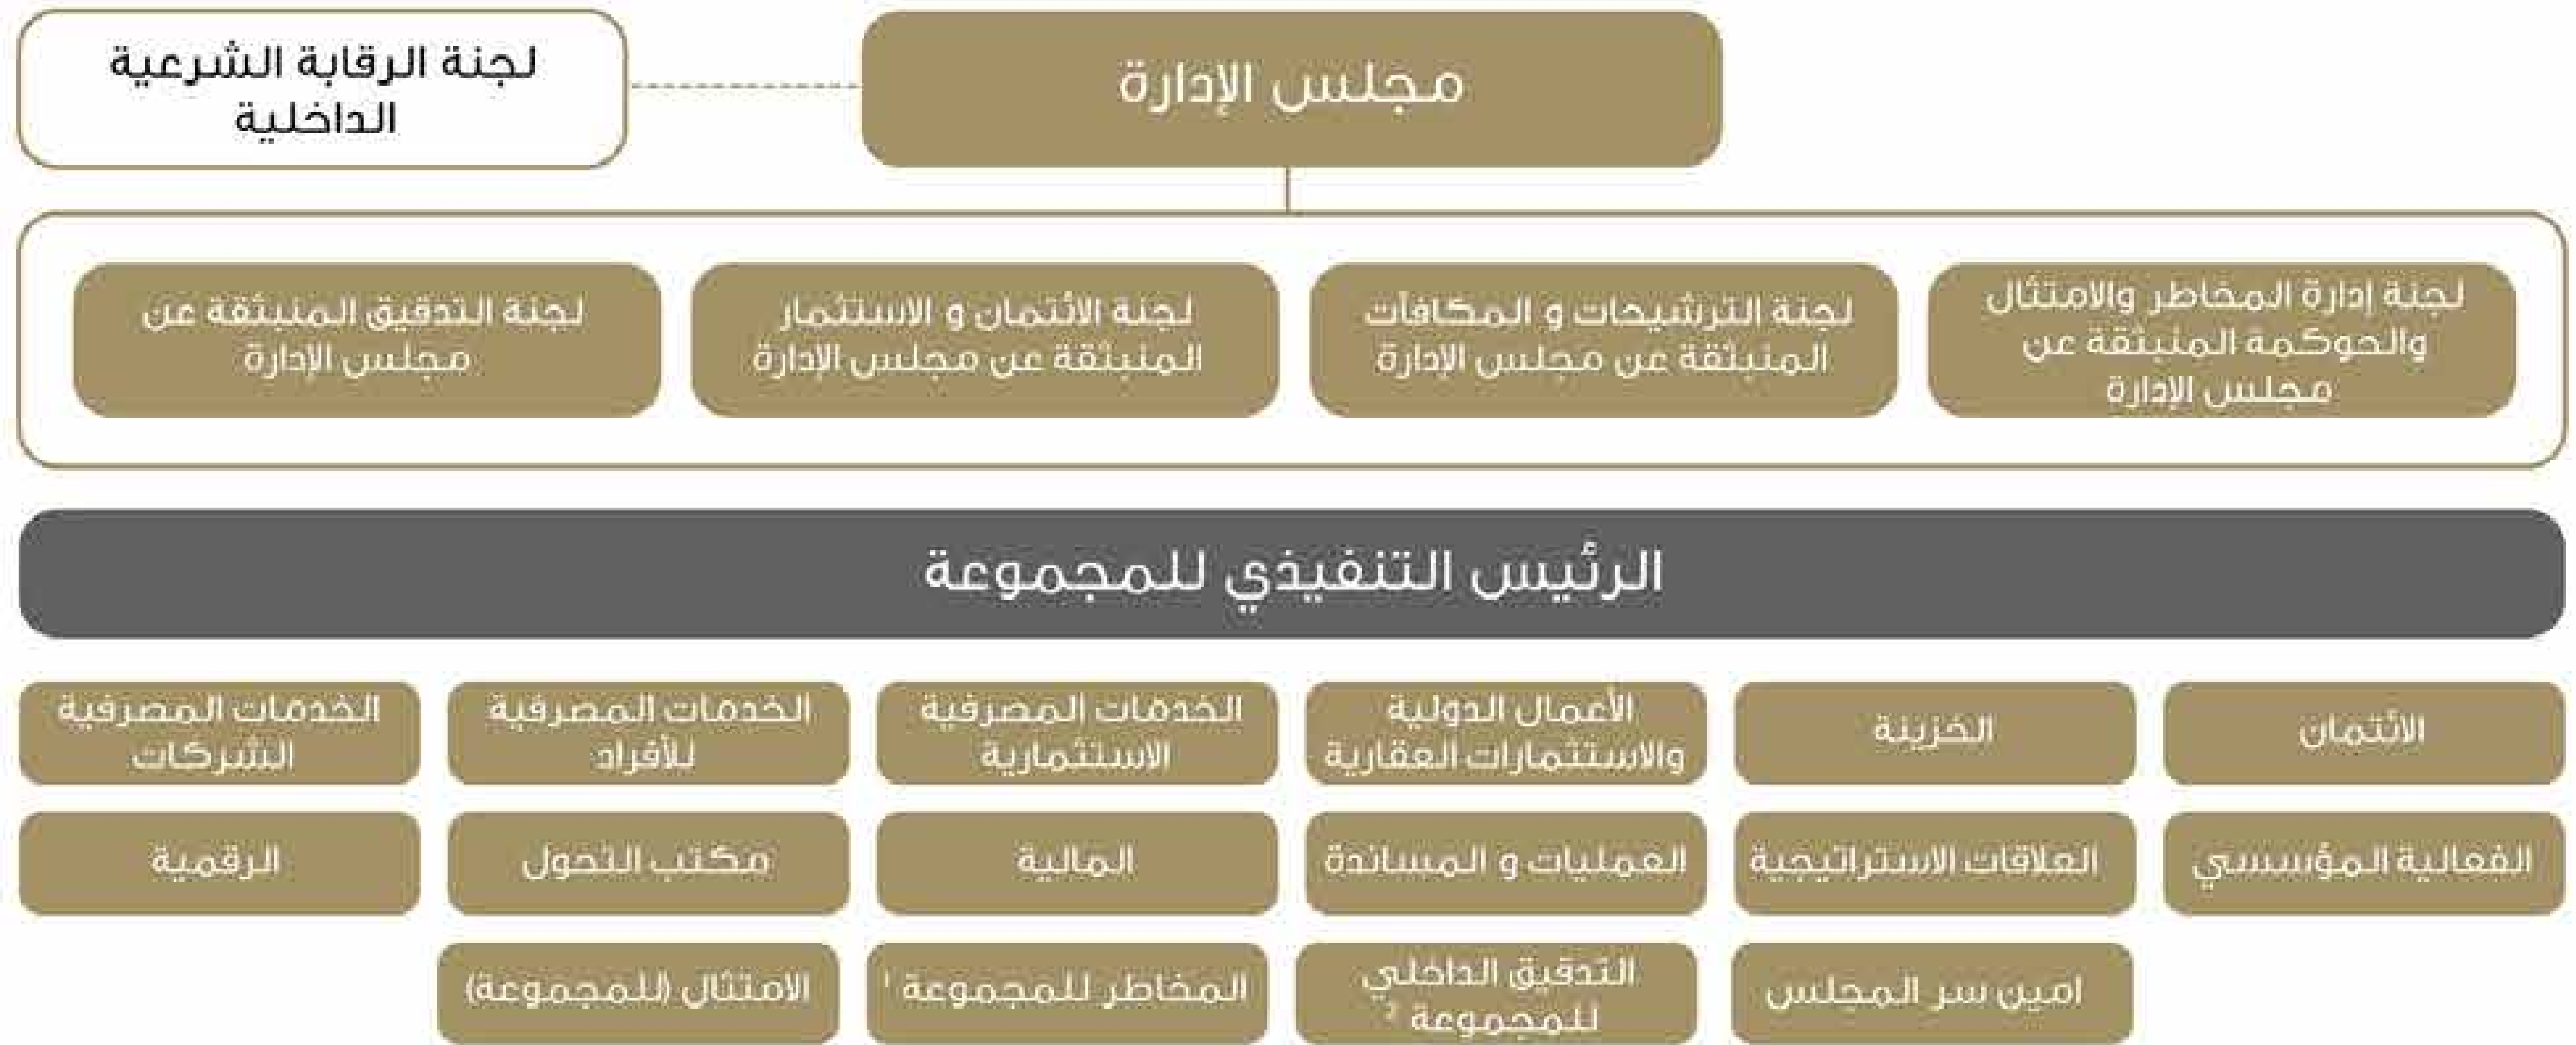 مجلس الإدارة
لجنة الرقابة الشرعية
الداخلية
لجنة إدارة المخاطر والامتثال
والحوكمة المنبثقة عن
مجلس الإدارة
لجنة الترشيحات و المكافآت
المنبثقة عن مجلس الإدارة
لجنة الائتمان و الاستثمار
المنبثقة عن مجلس الإدارة
لجنة التدقيق المنبثقة عن
مجلس الإدارة
الرئيس التنفيذي للمجموعة
الائتمان
الخزينة
الأعمال الدولية
والاستثمارات العقارية
الخدمات المصرفية
الاستثمارية
الخدمات المصرفية
للأفراد
الخدمات المصرفية
الشركات
الفعالية المؤسسي
العلاقات الاستراتيجية
العمليات و المساندة
المالية
مكتب التحول
الرقمية
امين سر المجلس
التدقيق الداخلي
للمجموعة ²
المخاطر للمجموعة ¹
الامتثال (للمجموعة)